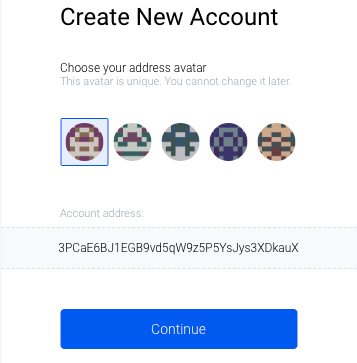 Create New Account
Choose your address avatar
This avatar is unique. You cannot change it later.
Account address:
3PCaE6BJ1EGB9vd5qW9z5P5YsJys3XDkauX
Continue